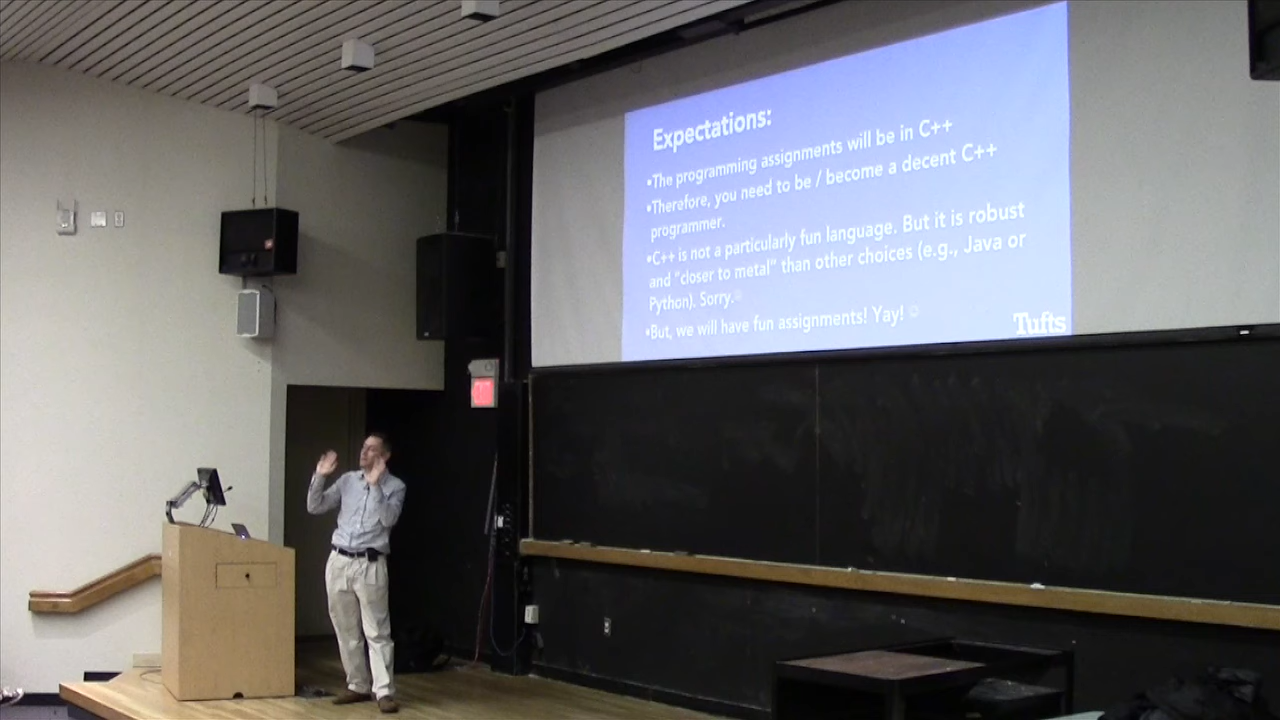 Expectations:
•The programming assignments will be in C++
•Therefore, you need to be / become a decent C++
programmer.
•C++ is not a particularly fun language. But it is robust
and "closer to metal" than other choices (e.g., Java or
Python). Sorry.☹
•But, we will have fun assignments! Yay! ☺
Tufts